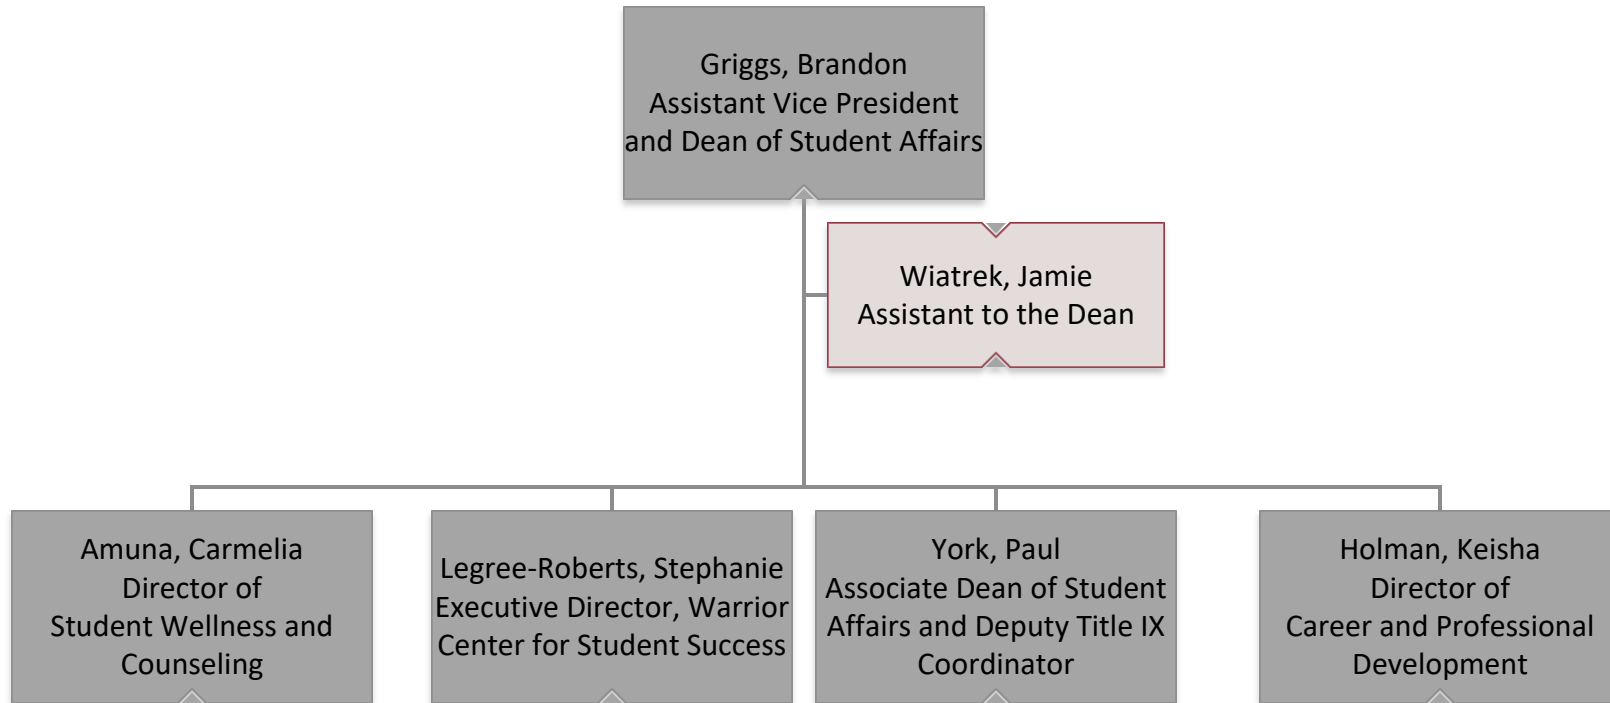 Griggs, Brandon
Assistant Vice President
and Dean of Student Affairs
Wiatrek, Jamie
Assistant to the Dean
Amuna, Carmelia
Director of
Student Wellness and
Counseling
Legree-Roberts, Stephanie
Executive Director, Warrior
Center for Student Success
York, Paul
Associate Dean of Student
Affairs and Deputy Title IX
Coordinator
Holman, Keisha
Director of
Career and Professional
Development